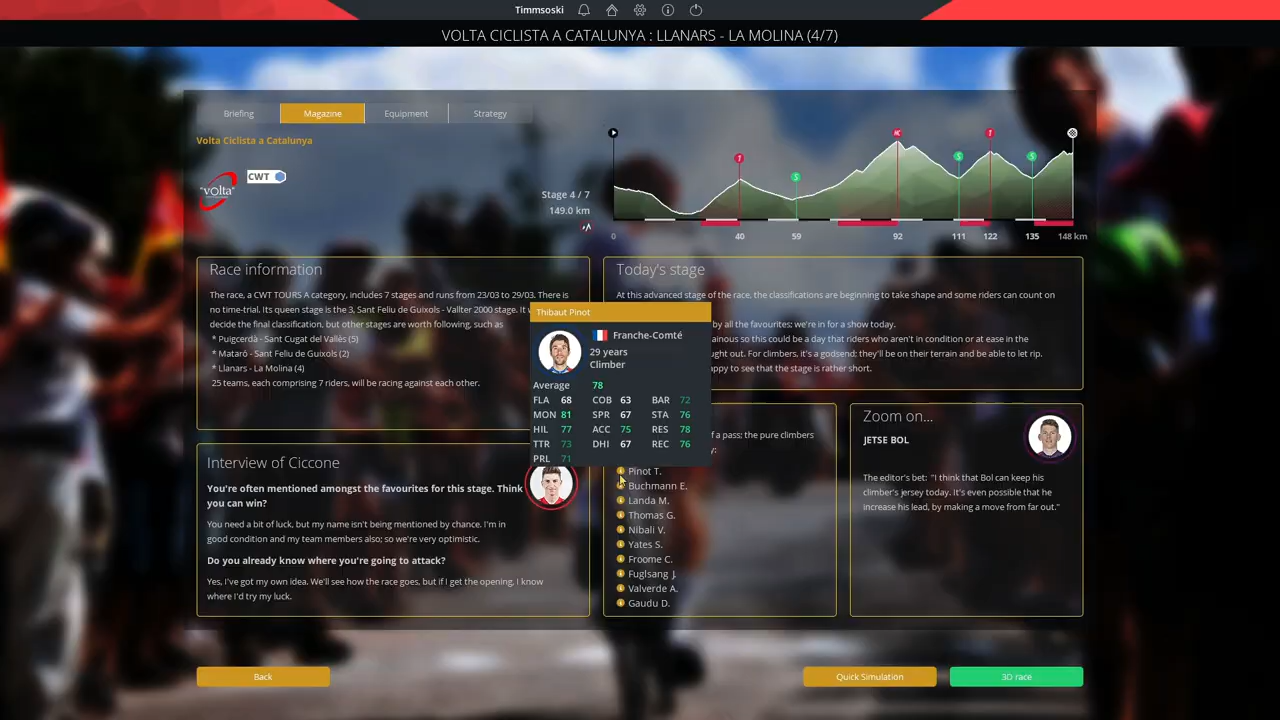 Timmsoski
VOLTA CICLISTA A CATALUNYA : LLANARS - LA MOLINA (4/7)
Briefing
Magazine
Equipment
Strategy
Volta Ciclista a Catalunya
volta
CWT
Stage 4 / 7
149.0 km
1
S
HC
S
1
S
0
40
59
92
111
122
135
148 km
Race information
The race, a CWT TOURS A category, includes 7 stages and runs from 23/03 to 29/03. There is
no time-trial. Its queen stage is the 3, Sant Feliu de Guixols - Vallter 2000 stage. It
decide the final classification, but other stages are worth following, such as
* Puigcerdà - Sant Cugat del Vallès (5)
* Mataró - Sant Feliu de Guixols (2)
* Llanars - La Molina (4)
25 teams, each comprising 7 riders, will be racing against each other.
Today's stage
At this advanced stage of the race, the classifications are beginning to take shape and some riders can count on
by all the favourites; we're in for a show today.
so this could be a day that riders who aren't in condition or at ease in the
out. For climbers, it's a godsend; they'll be on their terrain and be able to let rip.
to see that the stage is rather short.
Thibaut Pinot
Franche-Comté
29 years
Climber
Average 78
FLA 68 COB 63 BAR 72
MON 81 SPR 67 STA 76
HIL 77 ACC 75 RES 78
TTR 73 DHI 67 REC 76
PRL 71
Interview of Ciccone
You're often mentioned amongst the favourites for this stage. Think
you can win?
You need a bit of luck, but my name isn't being mentioned by chance. I'm in
good condition and my team members also; so we're very optimistic.
Do you already know where you're going to attack?
Yes, I've got my own idea. We'll see how the race goes, but if I get the opening, I know
where I'd try my luck.
of a pass; the pure climbers
Pinot T.
Buchmann E.
Landa M.
Thomas G.
Nibali V.
Yates S.
Froome C.
Fuglsang J.
Valverde A.
Gaudu D.
Zoom on...
JETSE BOL
The editor's bet: "I think that Bol can keep his
climber's jersey today. It's even possible that he
increase his lead, by making a move from far out."
Back
Quick Simulation
3D race